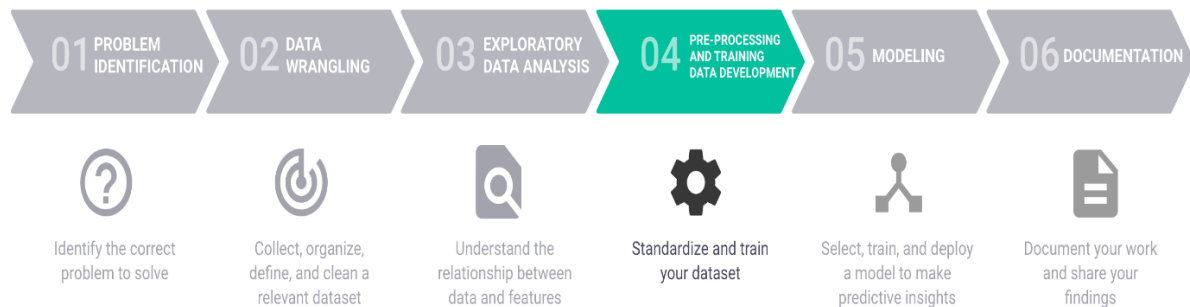 01 PROBLEM
IDENTIFICATION
02 DATA
WRANGLING
03 EXPLORATORY
DATA ANALYSIS
04 PRE-PROCESSING
AND TRAINING
DATA DEVELOPMENT
05 MODELING
06 DOCUMENTATION
Identify the correct
problem to solve
Collect, organize,
define, and clean a
relevant dataset
Understand the
relationship between
data and features
Standardize and train
your dataset
Select, train, and deploy
a model to make
predictive insights
Document your work
and share your
findings